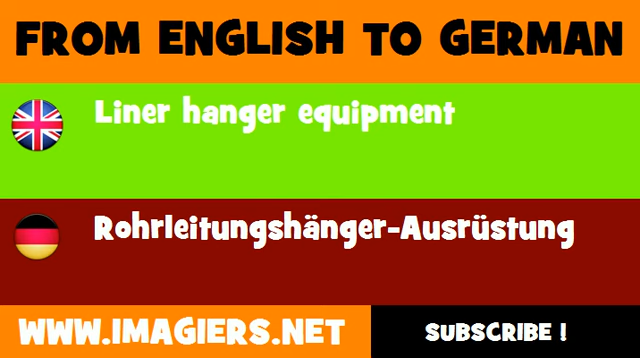 FROM ENGLISH TO GERMAN
Liner hanger equipment
Rohrleitungshänger-Ausrüstung
WWW.IMAGIERS.NET
SUBSCRIBE !